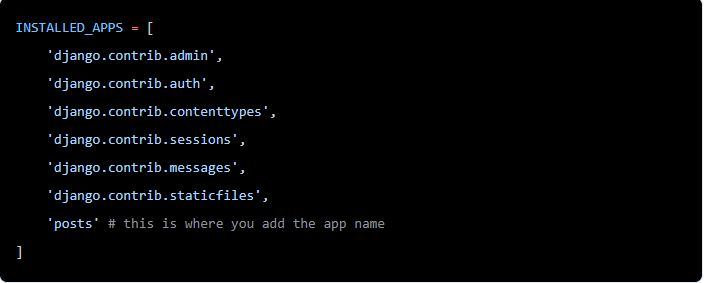 INSTALLED_APPS = [
    'django.contrib.admin',
    'django.contrib.auth',
    'django.contrib.contenttypes',
    'django.contrib.sessions',
    'django.contrib.messages',
    'django.contrib.staticfiles',
    'posts' # this is where you add the app name
]